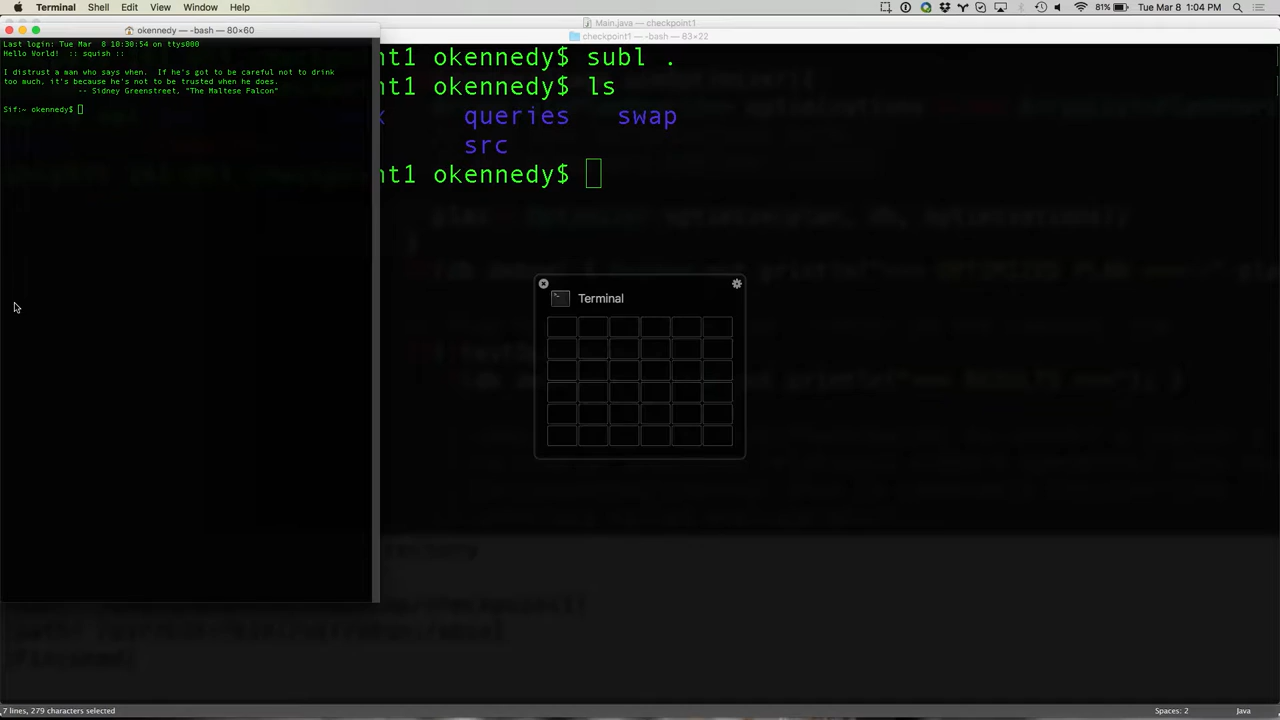 Terminal Shell Edit View Window Help
81% Tue Mar 8 1:04 PM
Main.java — checkpoint1
okennedy — -bash — 80×60
checkpoint1 — -bash — 83×22
Last login: Tue Mar  8 10:30:54 on ttys000
Hello World!  :: squish ::
I distrust a man who says when.  If he's got to be careful not to drink
too much, it's because he's not to be trusted when he does.
-- Sidney Greenstreet, "The Maltese Falcon"
Sif:~ okennedy$
nt1 okennedy$ subl .
nt1 okennedy$ ls
x queries swap
src
nt1 okennedy$
Terminal
7 lines, 279 characters selected
Spaces: 2
Java